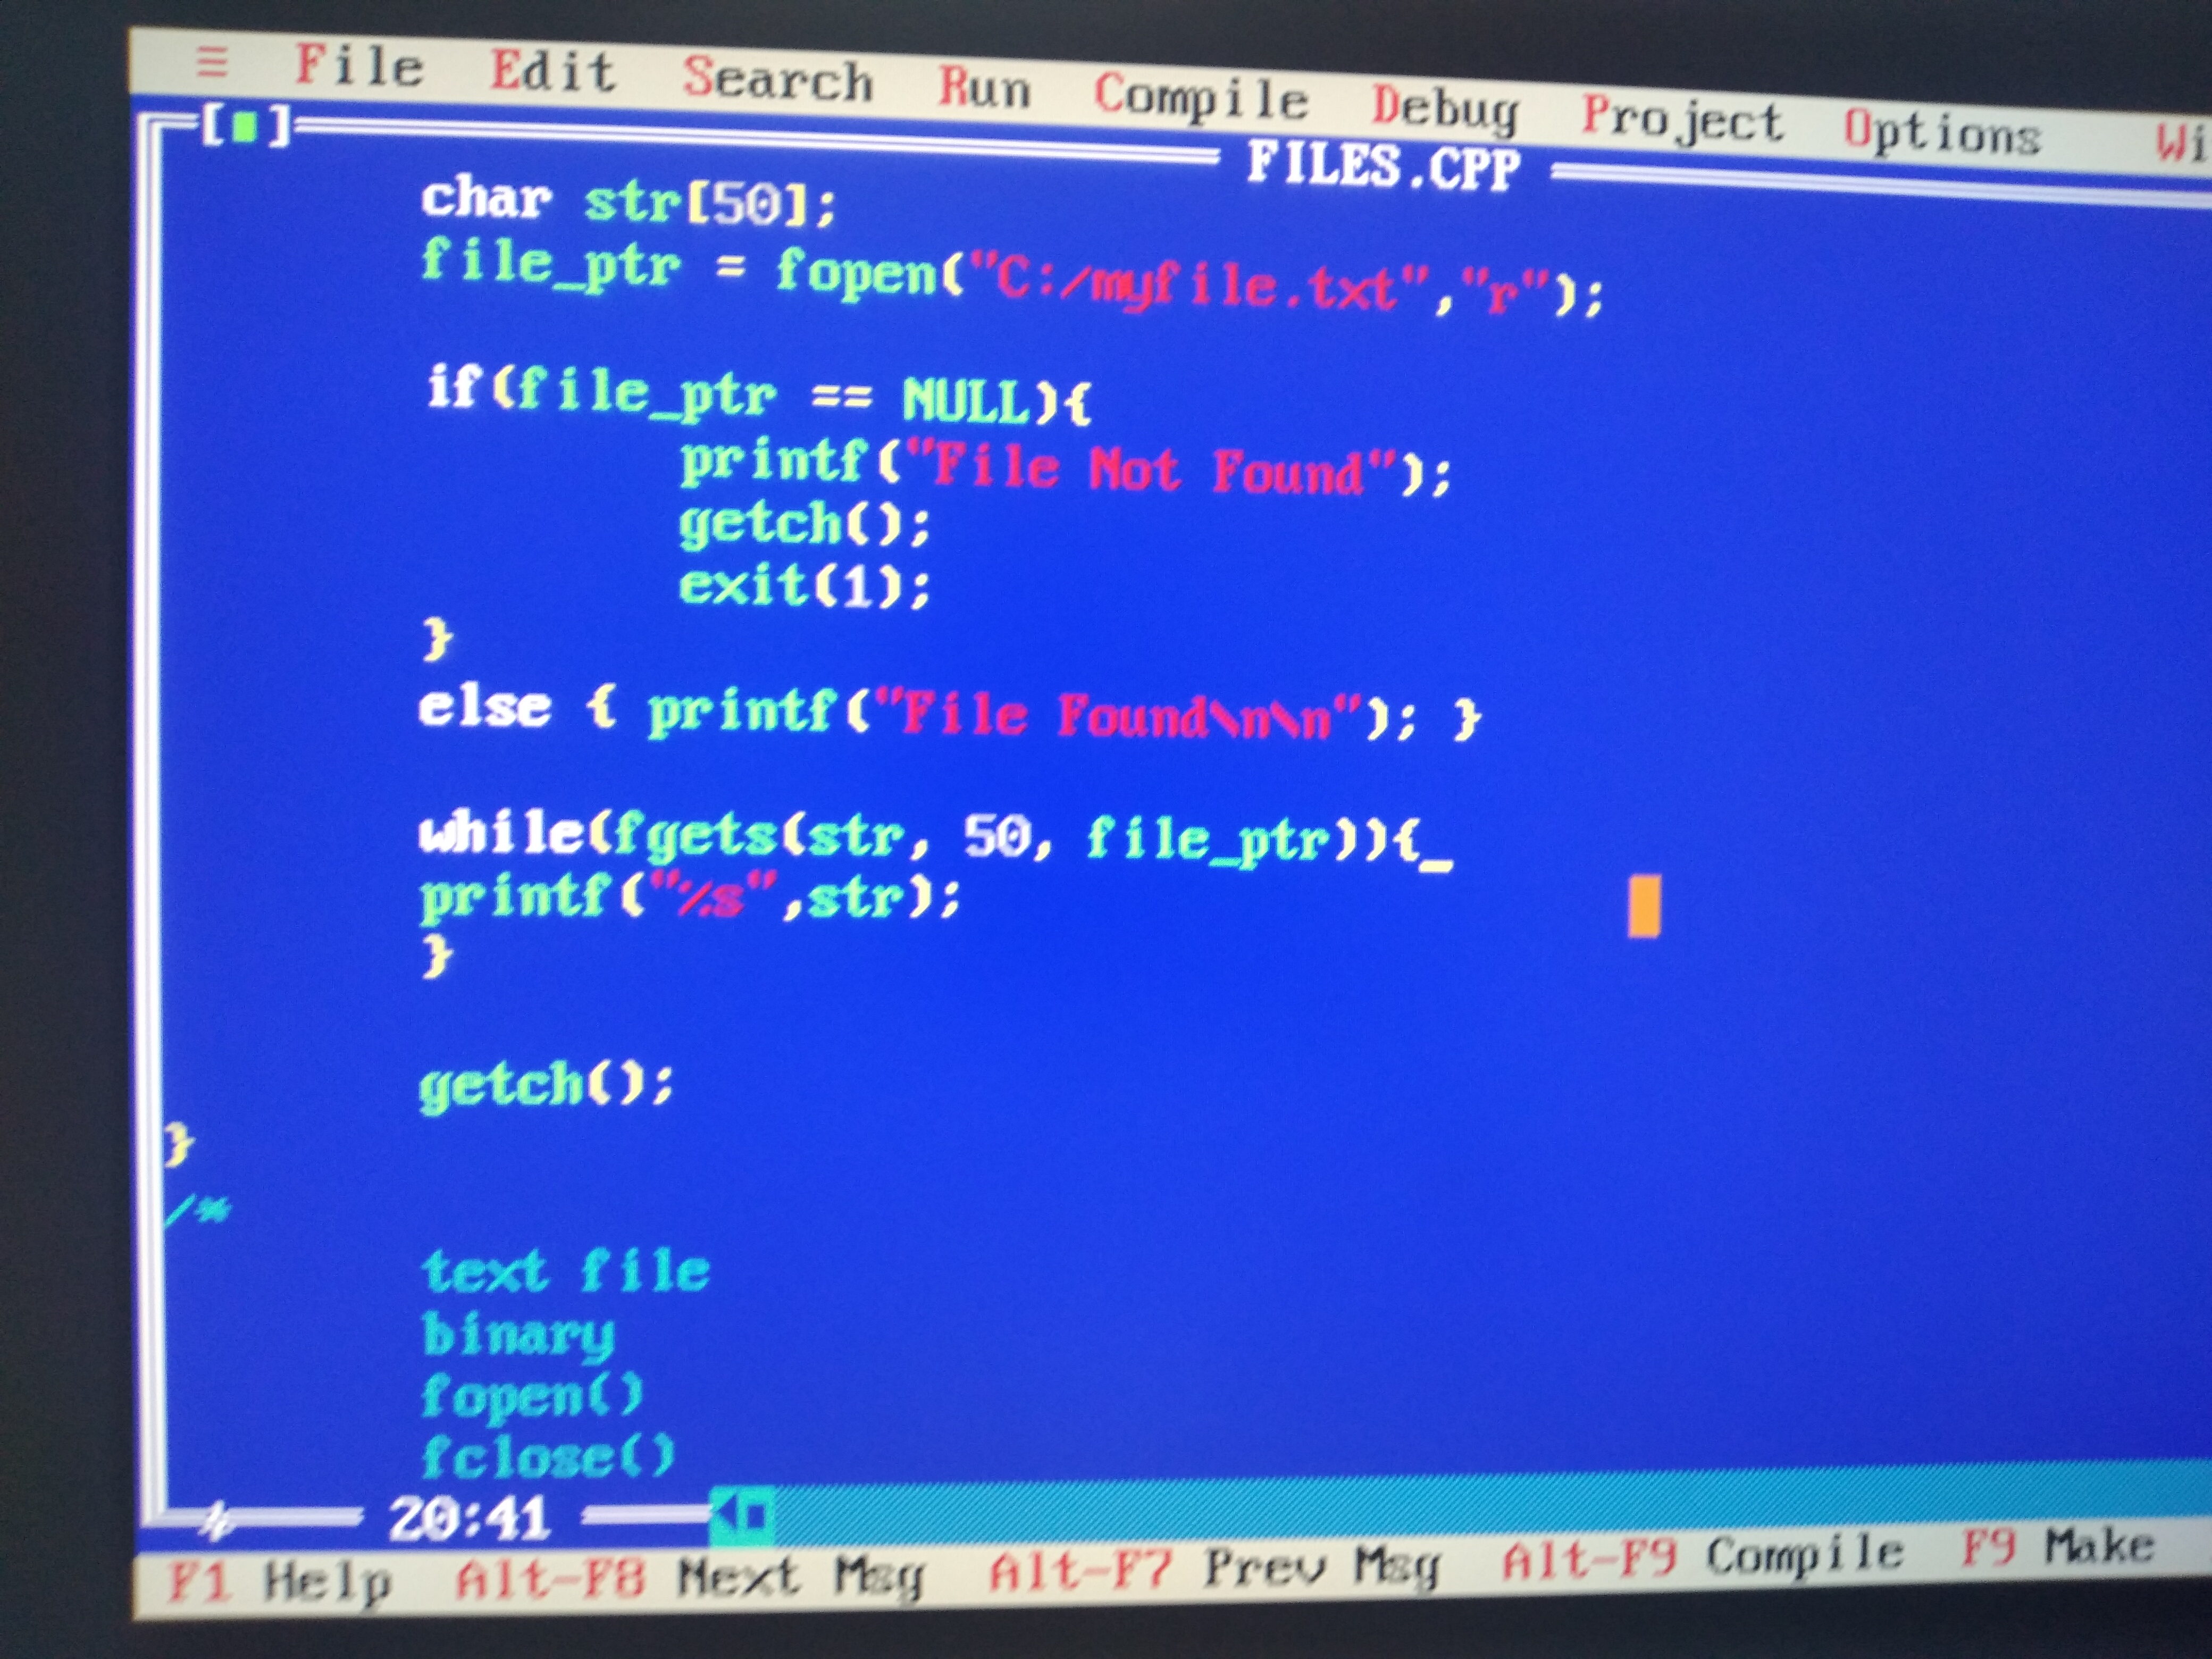 ≡ File Edit Search Run Compile Debug Project Options Wi
[■] FILES.CPP
char str[50];
file_ptr = fopen("C:/myfile.txt","r");
if(file_ptr == NULL){
printf("File Not Found");
getch();
exit(1);
}
else { printf("File Found\n\n"); }
while(fgets(str, 50, file_ptr)){_
printf("%s",str);
}
getch();
}
/*
text file
binary
fopen()
fclose()
* 20:41
F1 Help Alt-F8 Next Msg Alt-F7 Prev Msg Alt-F9 Compile F9 Make